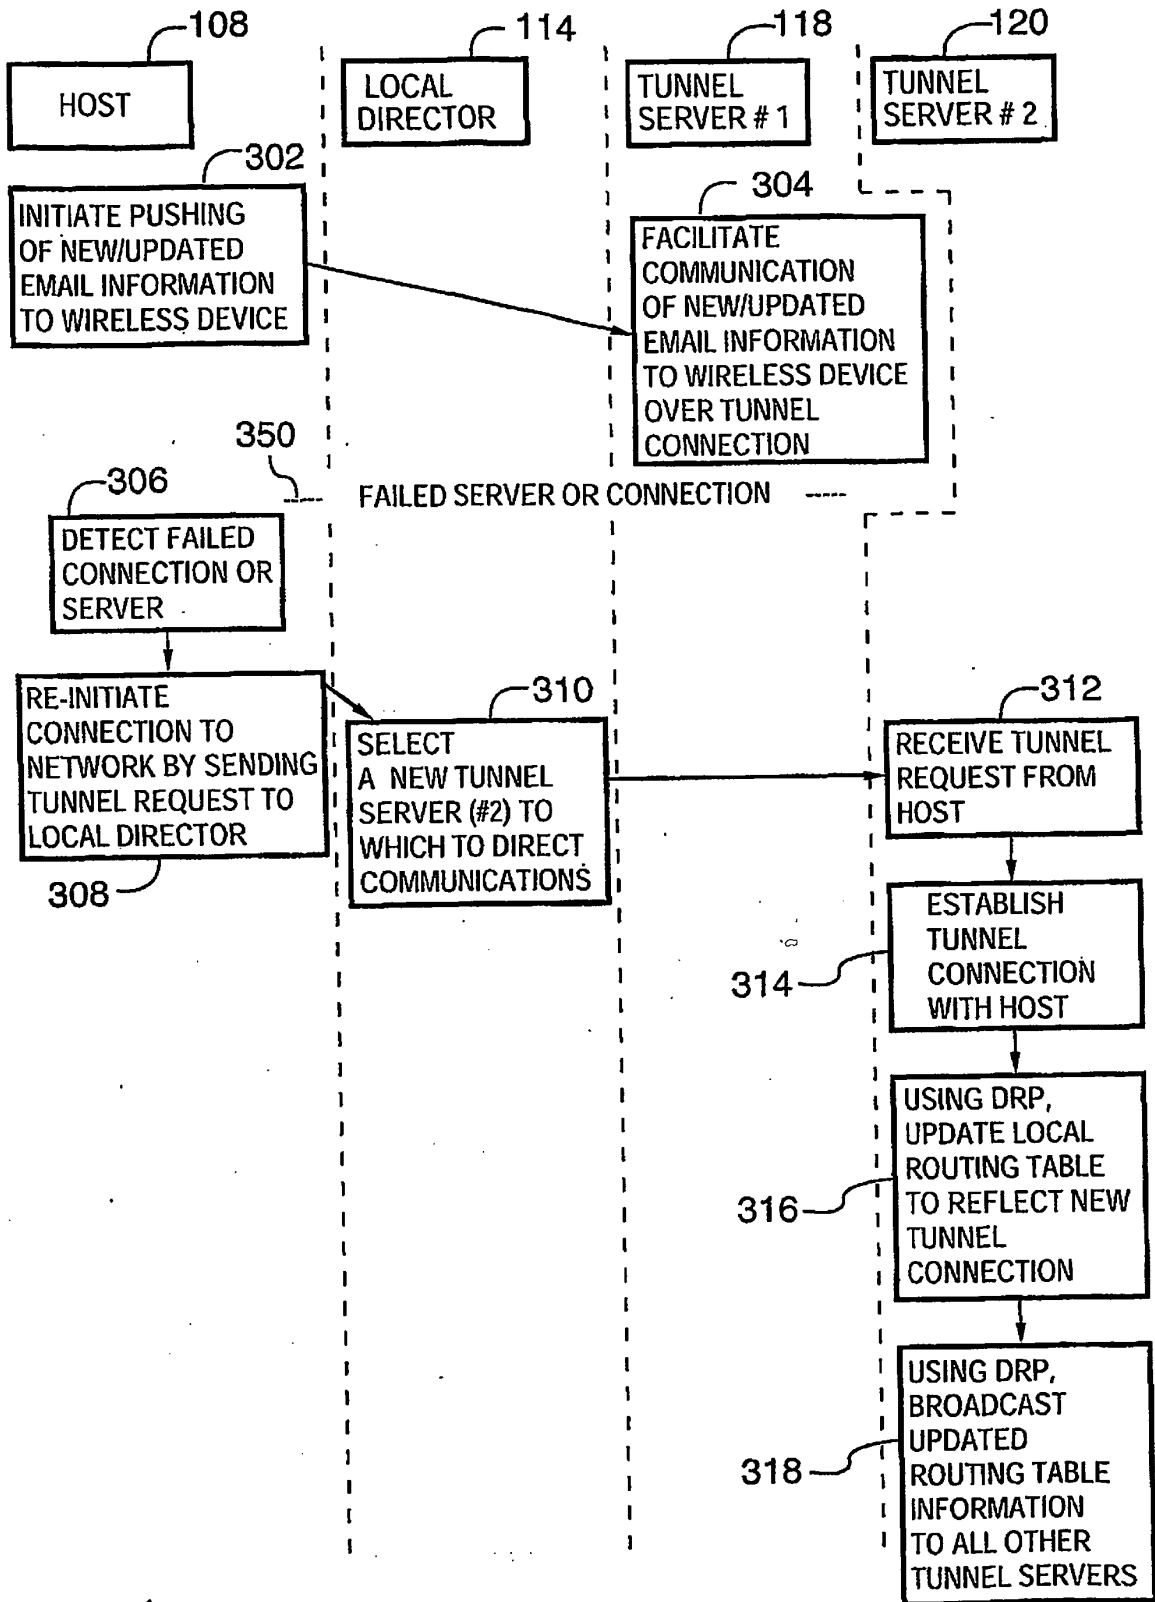 108
114
118
120
HOST
LOCAL
DIRECTOR
TUNNEL
SERVER # 1
TUNNEL
SERVER # 2
302
INITIATE PUSHING
OF NEW/UPDATED
EMAIL INFORMATION
TO WIRELESS DEVICE
304
FACILITATE
COMMUNICATION
OF NEW/UPDATED
EMAIL INFORMATION
TO WIRELESS DEVICE
OVER TUNNEL
CONNECTION
350
FAILED SERVER OR CONNECTION
306
DETECT FAILED
CONNECTION OR
SERVER
RE-INITIATE
CONNECTION TO
NETWORK BY SENDING
TUNNEL REQUEST TO
LOCAL DIRECTOR
308
310
SELECT
A NEW TUNNEL
SERVER (#2) TO
WHICH TO DIRECT
COMMUNICATIONS
312
RECEIVE TUNNEL
REQUEST FROM
HOST
ESTABLISH
TUNNEL
CONNECTION
WITH HOST
314
USING DRP,
UPDATE LOCAL
ROUTING TABLE
TO REFLECT NEW
TUNNEL
CONNECTION
316
USING DRP,
BROADCAST
UPDATED
ROUTING TABLE
INFORMATION
TO ALL OTHER
TUNNEL SERVERS
318